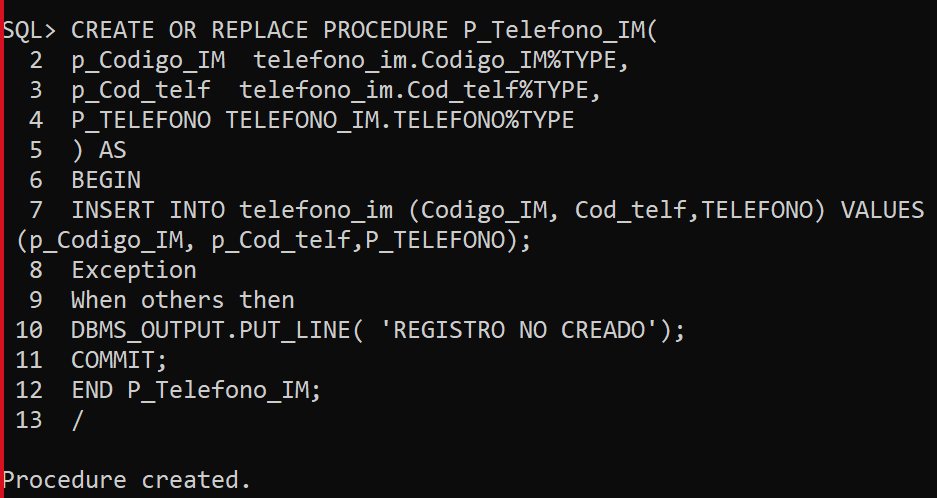 SQL> CREATE OR REPLACE PROCEDURE P_Telefono_IM(
2 p_Codigo_IM  telefono_im.Codigo_IM%TYPE,
3 p_Cod_telf  telefono_im.Cod_telf%TYPE,
4 P_TELEFONO TELEFONO_IM.TELEFONO%TYPE
5 ) AS
6 BEGIN
7 INSERT INTO telefono_im (Codigo_IM, Cod_telf,TELEFONO) VALUES
(p_Codigo_IM, p_Cod_telf,P_TELEFONO);
8 Exception
9 When others then
10 DBMS_OUTPUT.PUT_LINE( 'REGISTRO NO CREADO');
11 COMMIT;
12 END P_Telefono_IM;
13 /
Procedure created.